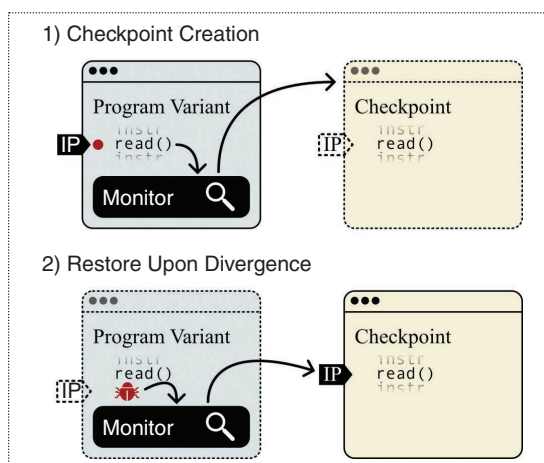 1) Checkpoint Creation
Program Variant
instr
IP read()
instr
Monitor
Checkpoint
instr
IP read()
instr
2) Restore Upon Divergence
Program Variant
instr
read()
IP
Monitor
Checkpoint
instr
IP read()
instr